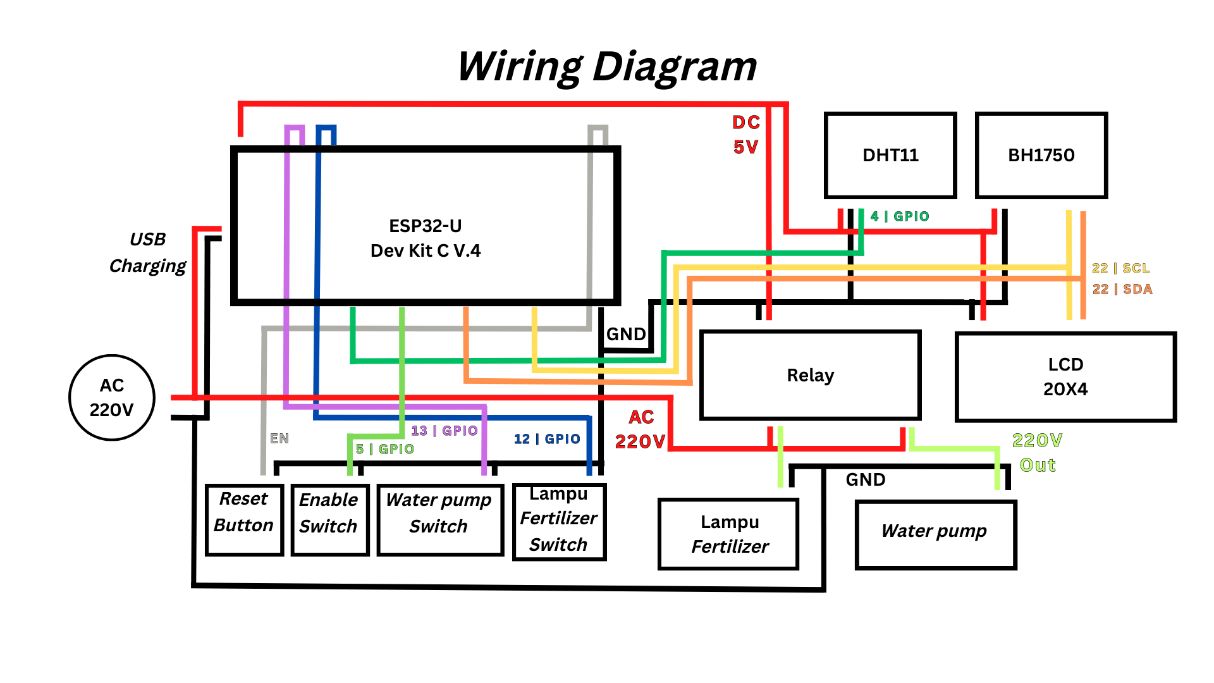 Wiring Diagram
DC
5V
DHT11
BH1750
ESP32-U
Dev Kit C V.4
4 | GPIO
USB
Charging
22 | SCL
22 | SDA
GND
Relay
LCD
20X4
AC
220V
AC
220V
EN
5 | GPIO
13 | GPIO
12 | GPIO
220V
Out
GND
Reset
Button
Enable
Switch
Water pump
Switch
Lampu
Fertilizer
Switch
Lampu
Fertilizer
Water pump